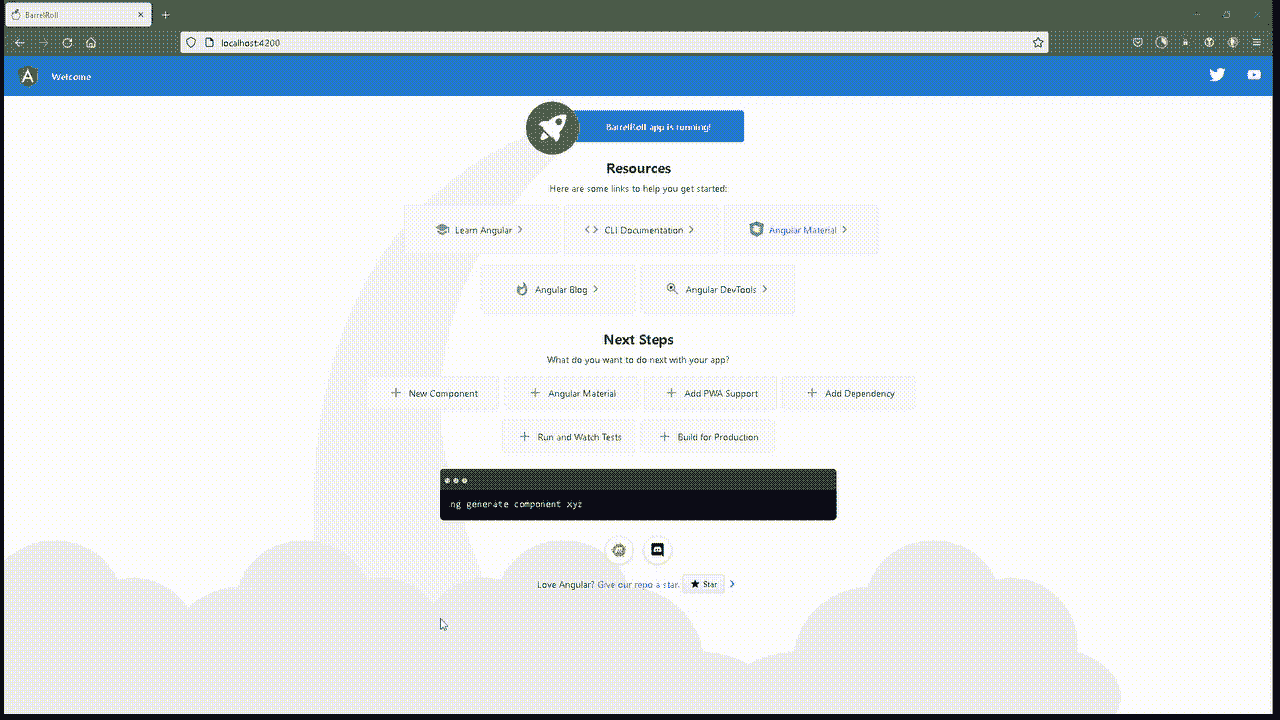 BarrelRoll
localhost:4200
Welcome
BarrelRoll app is running!
Resources
Here are some links to help you get started:
Learn Angular
CLI Documentation
Angular Material
Angular Blog
Angular DevTools
Next Steps
What do you want to do next with your app?
New Component
Angular Material
Add PWA Support
Add Dependency
Run and Watch Tests
Build for Production
ng generate component xyz
Love Angular? Give our repo a star. Star